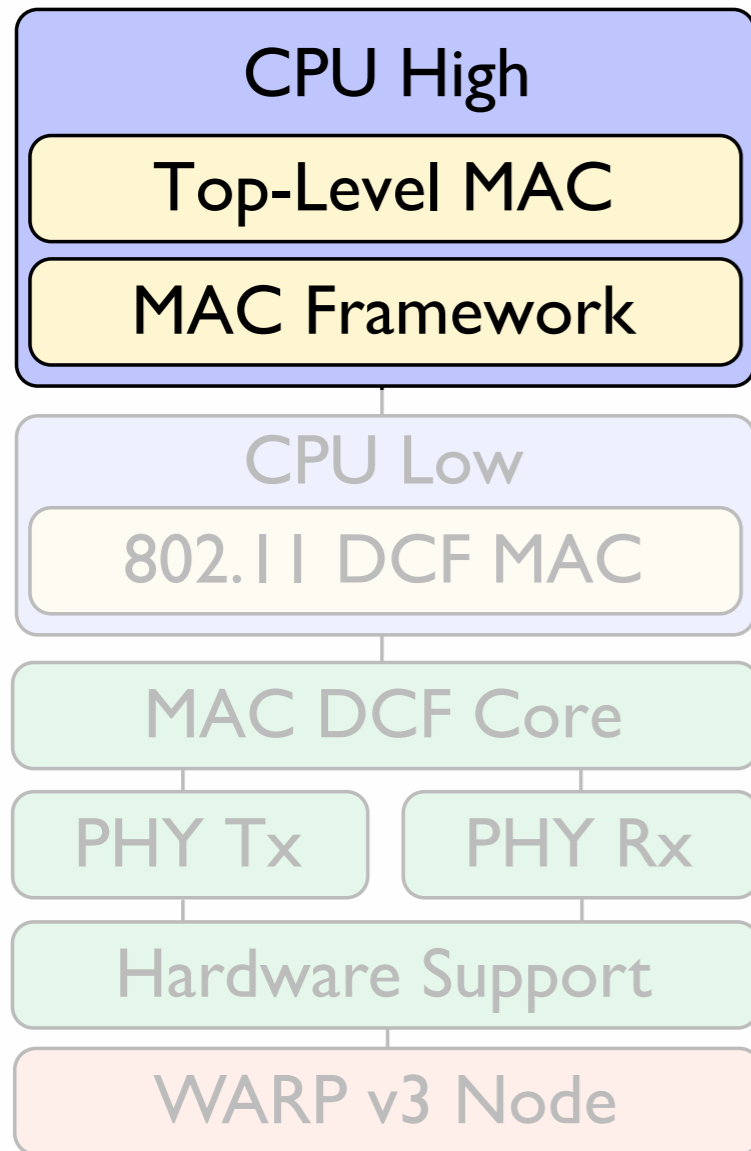 CPU High
Top-Level MAC
MAC Framework
CPU Low
802.11 DCF MAC
MAC DCF Core
PHY Tx
PHY Rx
Hardware Support
WARP v3 Node